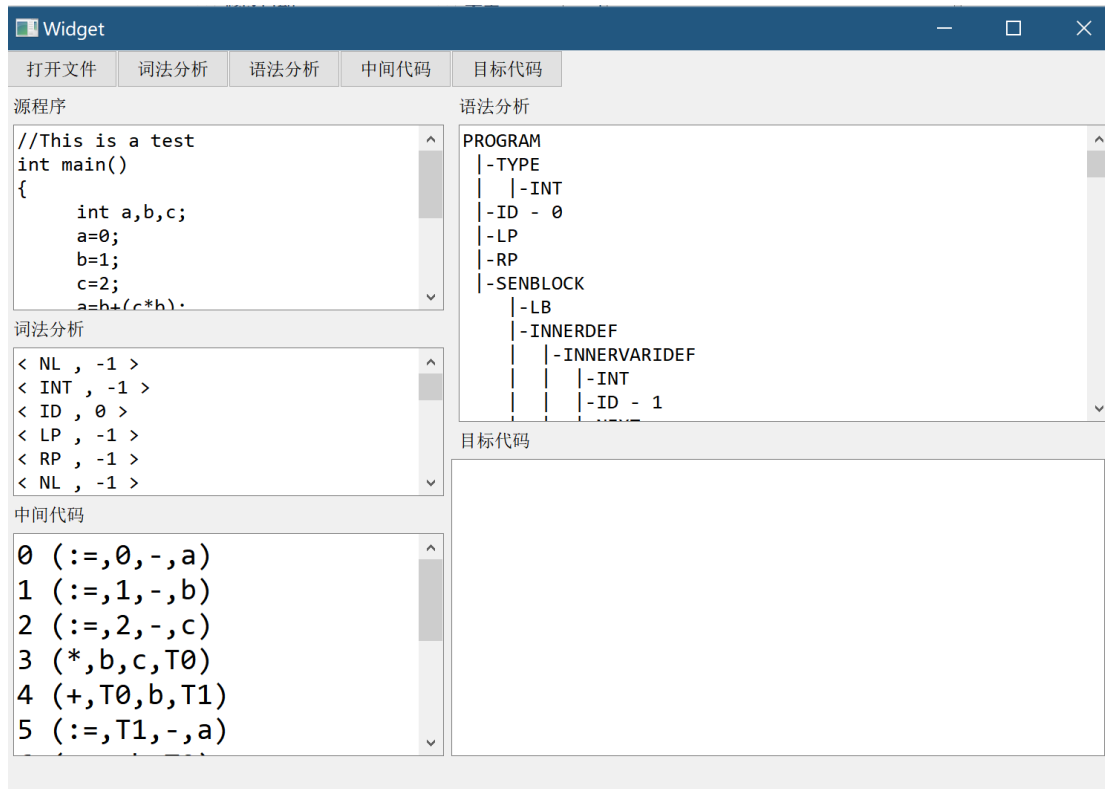 Widget
打开文件 词法分析 语法分析 中间代码 目标代码
源程序
//This is a test
int main()
{
int a,b,c;
a=0;
b=1;
c=2;
a=b+(c*b);
词法分析
< NL , -1 >
< INT , -1 >
< ID , 0 >
< LP , -1 >
< RP , -1 >
< NL , -1 >
中间代码
0 (:=,0,-,a)
1 (:=,1,-,b)
2 (:=,2,-,c)
3 (*,b,c,T0)
4 (+,T0,b,T1)
5 (:=,T1,-,a)
语法分析
PROGRAM
|-TYPE
| |-INT
|-ID - 0
|-LP
|-RP
|-SENBLOCK
|-LB
|-INNERDEF
| |-INNERVARIDEF
| | |-INT
| | |-ID - 1
目标代码